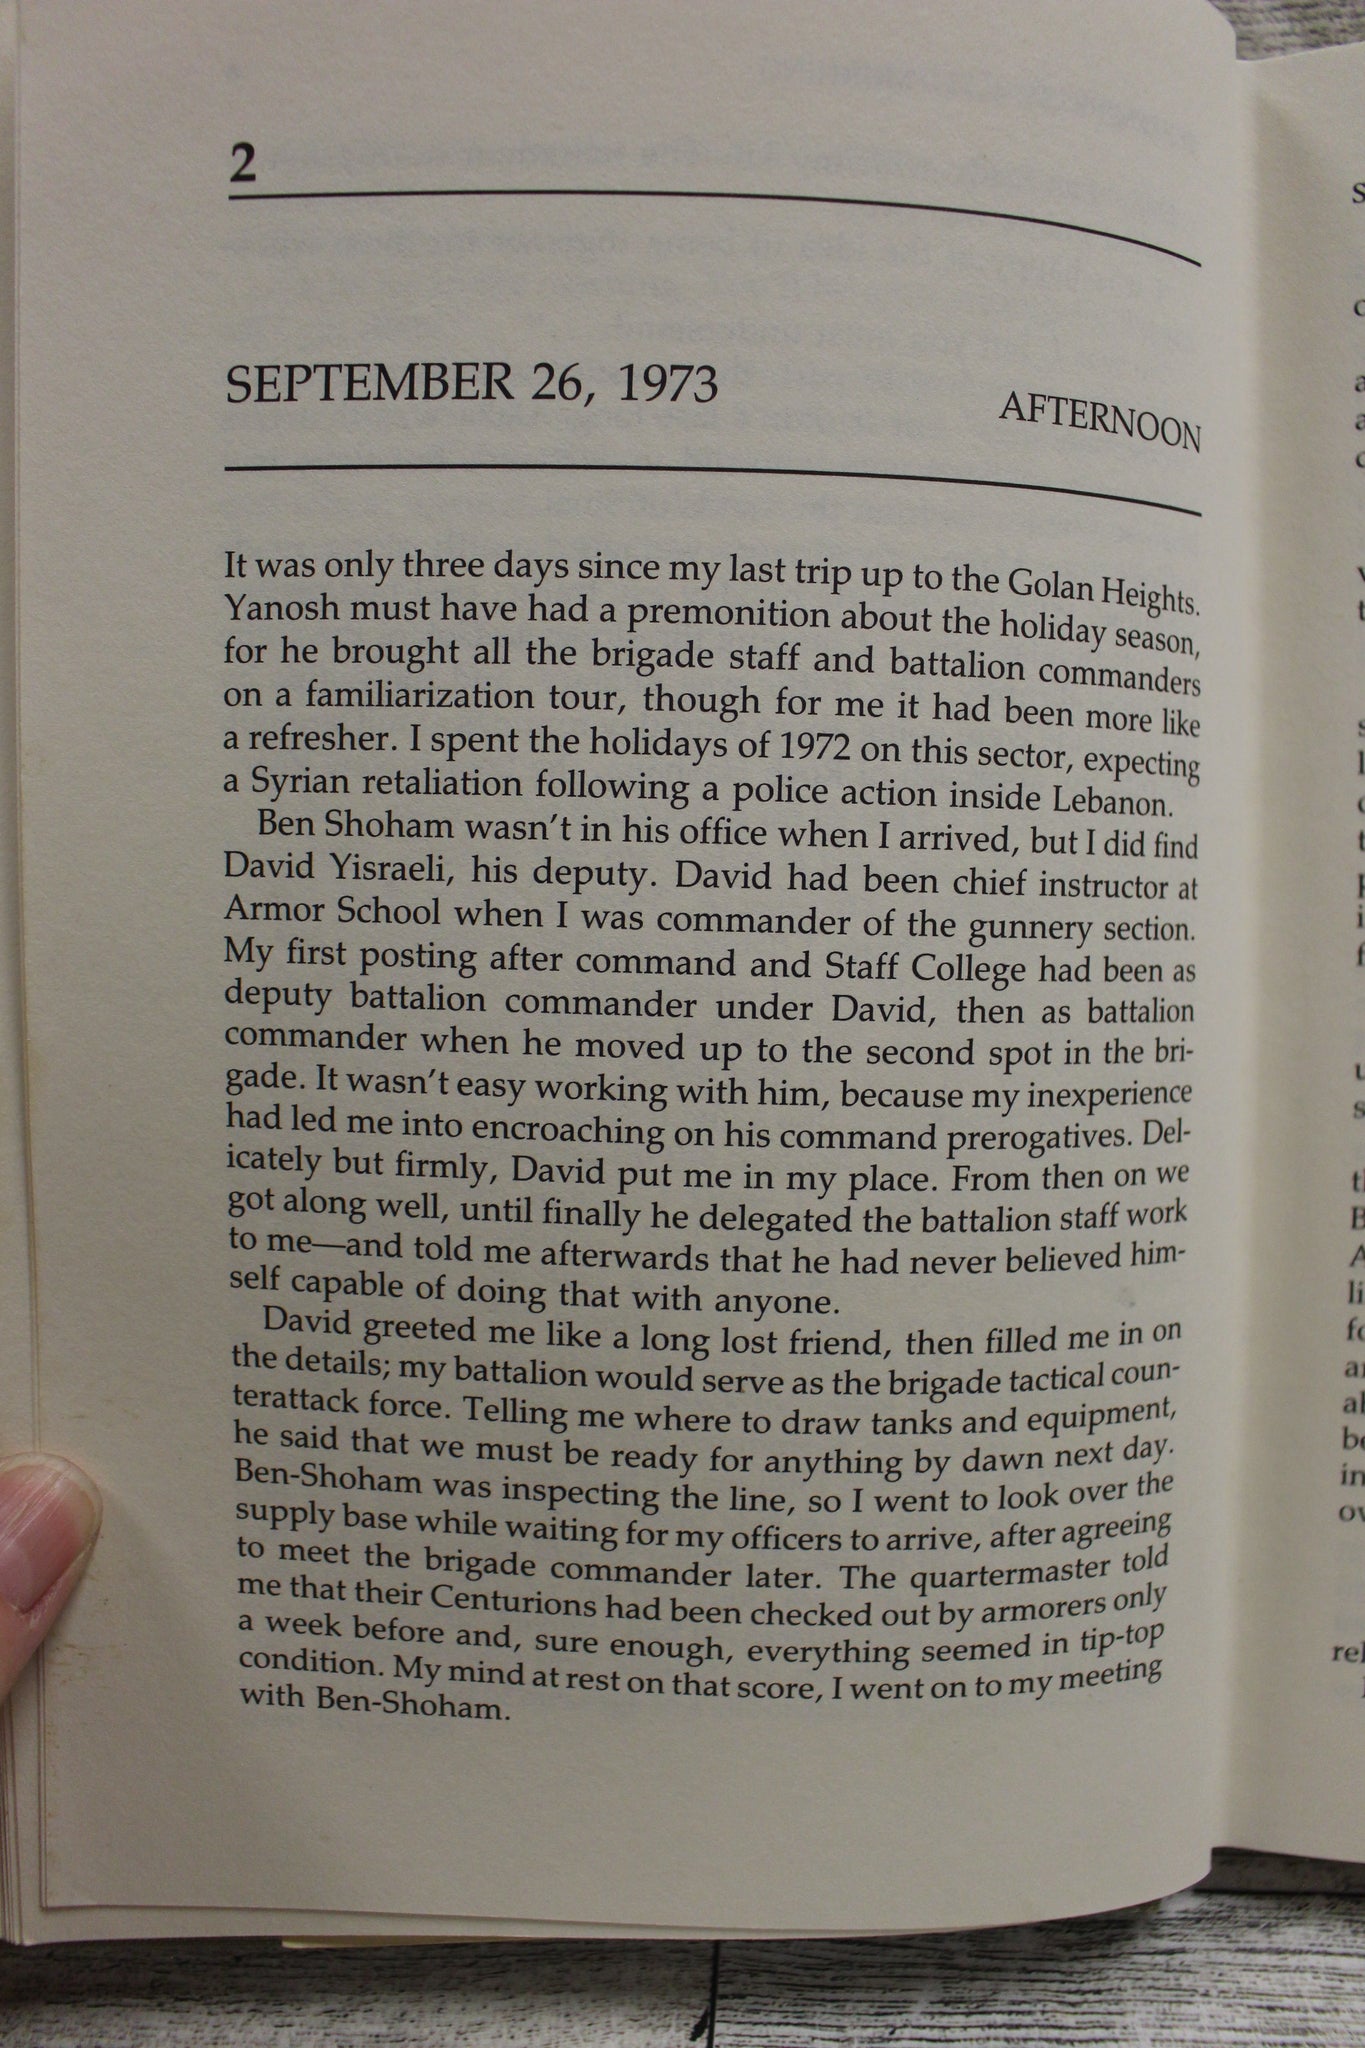 2
SEPTEMBER 26, 1973
AFTERNOON
It was only three days since my last trip up to the Golan Heights.
Yanosh must have had a premonition about the holiday season,
for he brought all the brigade staff and battalion commanders
on a familiarization tour, though for me it had been more like
a refresher. I spent the holidays of 1972 on this sector, expecting
a Syrian retaliation following a police action inside Lebanon.
Ben Shoham wasn't in his office when I arrived, but I did find
David Yisraeli, his deputy. David had been chief instructor at
Armor School when I was commander of the gunnery section.
My first posting after command and Staff College had been as
deputy battalion commander under David, then as battalion
commander when he moved up to the second spot in the bri-
gade. It wasn't easy working with him, because my inexperience
had led me into encroaching on his command prerogatives. Del-
icately but firmly, David put me in my place. From then on we
got along well, until finally he delegated the battalion staff work
to me—and told me afterwards that he had never believed him-
self capable of doing that with anyone.
David greeted me like a long lost friend, then filled me in on
the details; my battalion would serve as the brigade tactical coun-
terattack force. Telling me where to draw tanks and equipment,
he said that we must be ready for anything by dawn next day.
Ben-Shoham was inspecting the line, so I went to look over the
supply base while waiting for my officers to arrive, after agreeing
to meet the brigade commander later. The quartermaster told
me that their Centurions had been checked out by armorers only
a week before and, sure enough, everything seemed in tip-top
condition. My mind at rest on that score, I went on to my meeting
with Ben-Shoham.